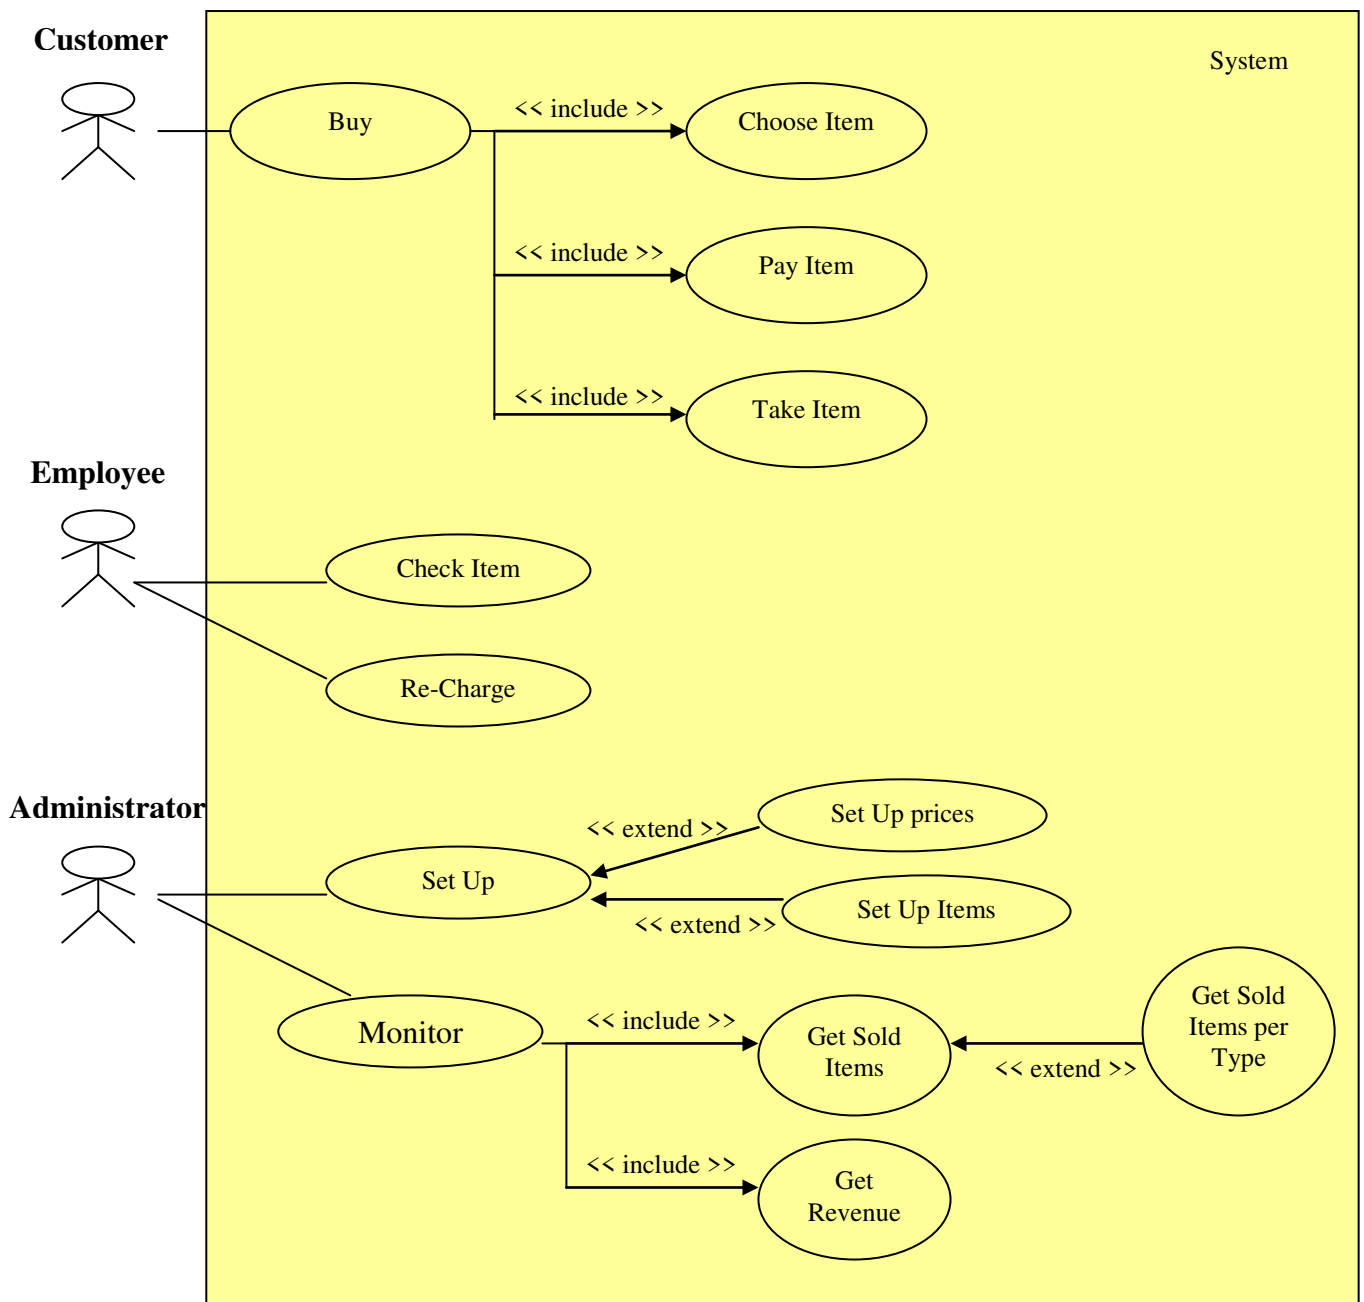 Customer
System
Buy
<< include >>
Choose Item
<< include >>
Pay Item
<< include >>
Take Item
Employee
Check Item
Re-Charge
Administrator
<< extend >>
Set Up prices
Set Up
Set Up Items
<< extend >>
Monitor
<< include >>
Get Sold
Items
<< extend >>
Get Sold
Items per
Type
<< include >>
Get
Revenue